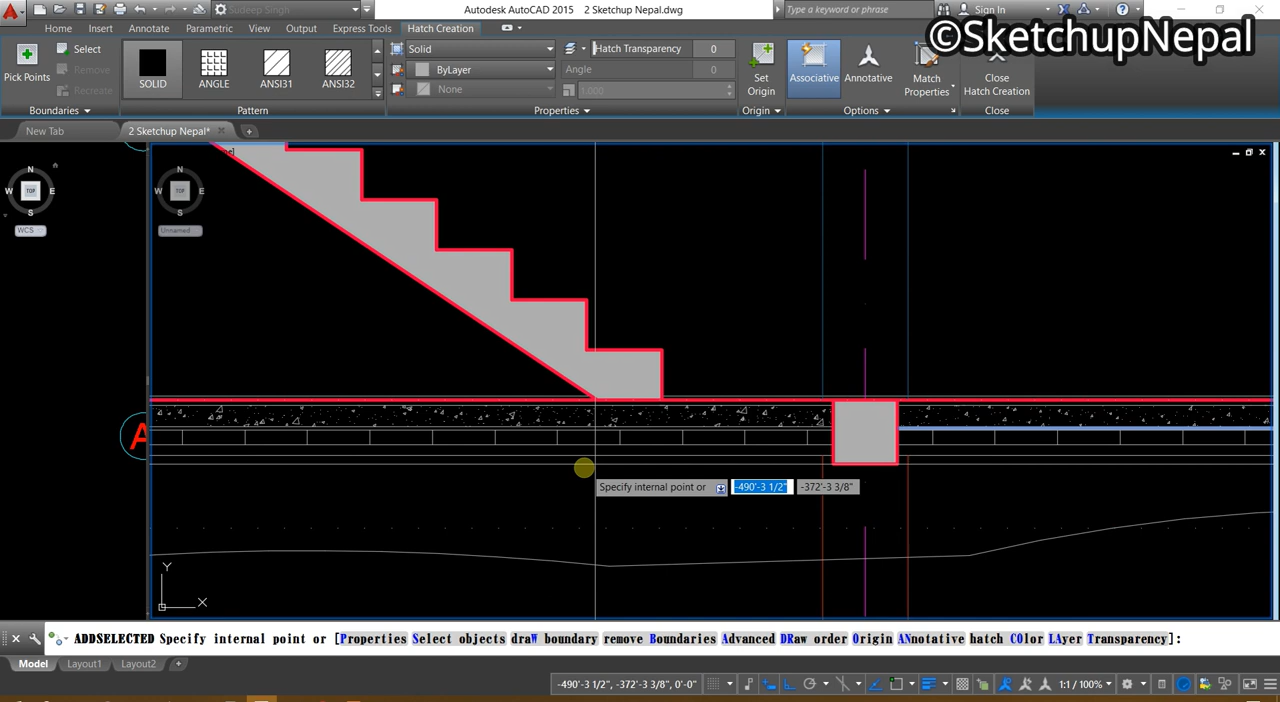 Sudeep Singh
Autodesk AutoCAD 2015 2 Sketchup Nepal.dwg
Type a keyword or phrase
Sign In
©SketchupNepal
Home Insert Annotate Parametric View Output Express Tools Hatch Creation
Pick Points
Select
Remove
Recreate
SOLID ANGLE ANSI31 ANSI32
Solid
ByLayer
None
Hatch Transparency 0
Angle 0
1.000
Set Origin
Associative
Annotative
Match Properties
Close Hatch Creation
Boundaries Pattern Properties Origin Options Close
New Tab 2 Sketchup Nepal*
N
W TOP E
S
WCS
N
W TOP E
S
Unnamed
A
Specify internal point or -490'-3 1/2" -372'-3 3/8"
Y
X
ADDSELECTED Specify internal point or [Properties Select objects draW boundary remove Boundaries Advanced DRaw order Origin ANnotative hatch COlor LAyer Transparency]:
Model Layout1 Layout2
-490'-3 1/2", -372'-3 3/8", 0'-0" 1:1 / 100%